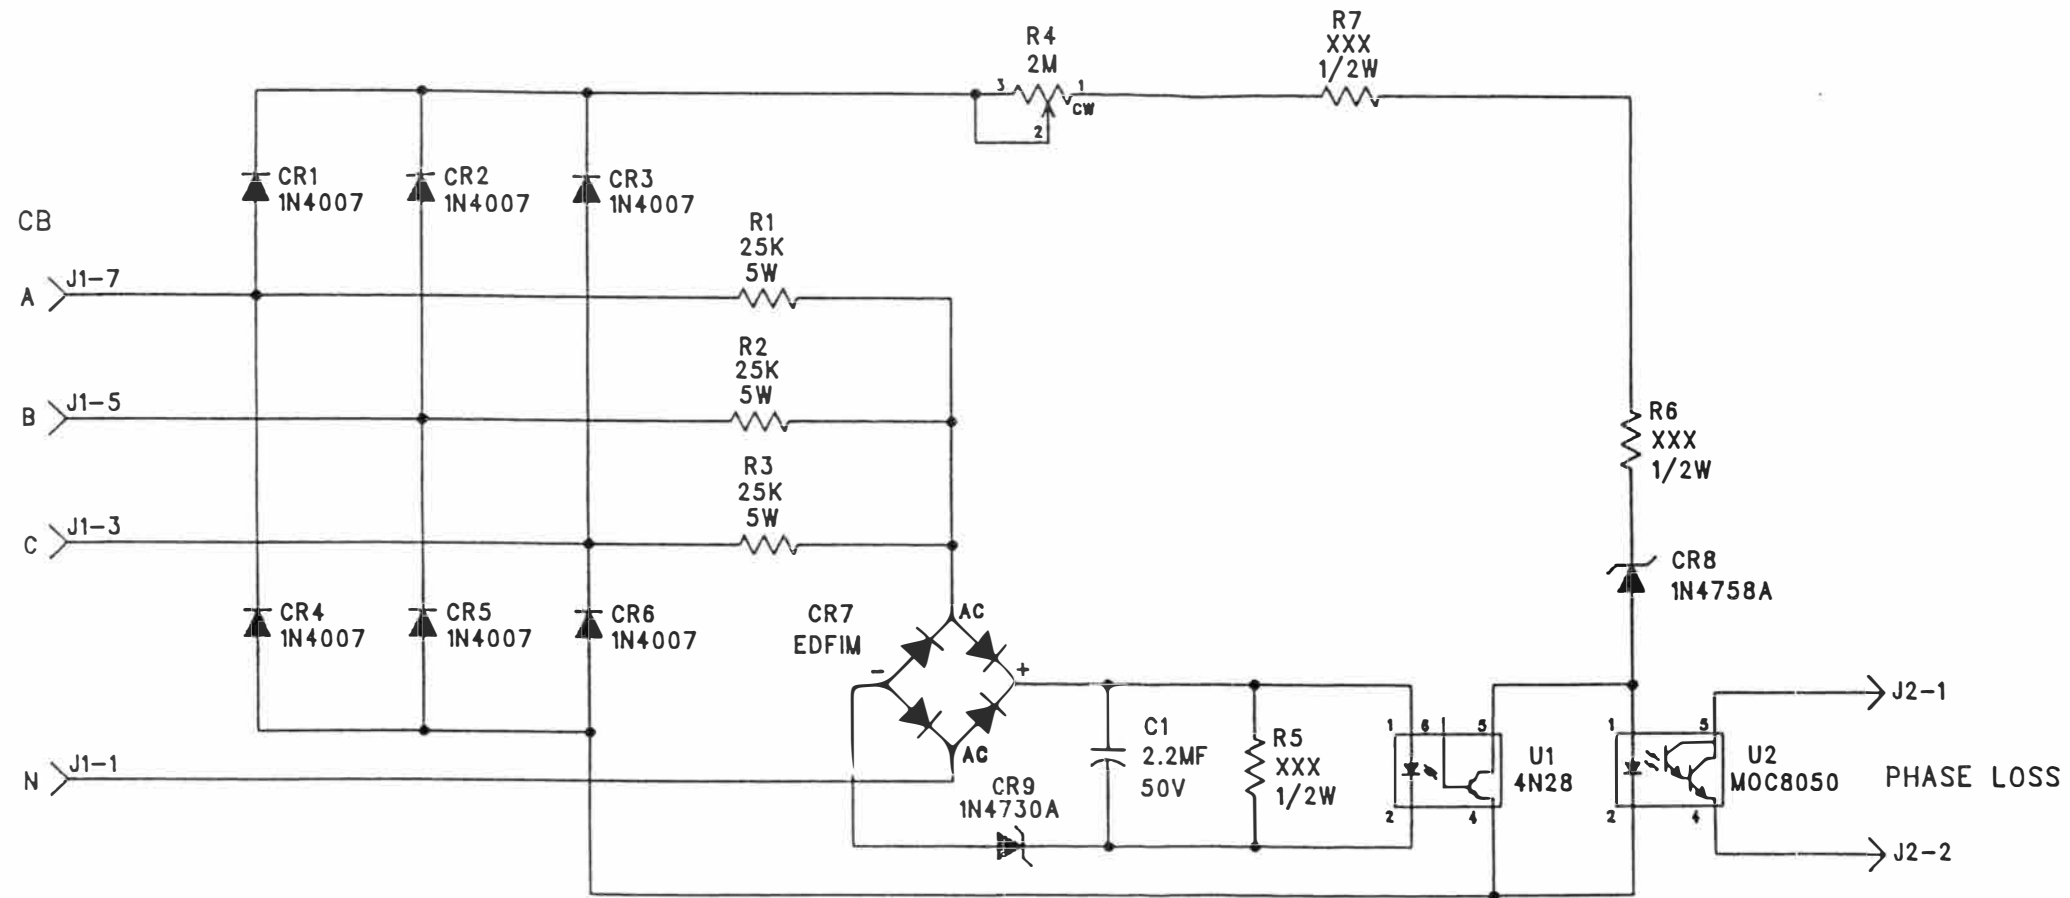 R7
XXX
1/2W
R4
2M
3
1
CW
2
CR1
1N4007
CR2
1N4007
CR3
1N4007
CB
A
J1-7
R1
25K
5W
B
J1-5
R2
25K
5W
C
J1-3
R3
25K
5W
R6
XXX
1/2W
CR8
1N4758A
CR4
1N4007
CR5
1N4007
CR6
1N4007
CR7
EDFIM
AC
-
+
AC
N
J1-1
CR9
1N4730A
C1
2.2MF
50V
R5
XXX
1/2W
1
6
5
2
4
U1
4N28
1
5
2
4
U2
MOC8050
J2-1
PHASE LOSS
J2-2